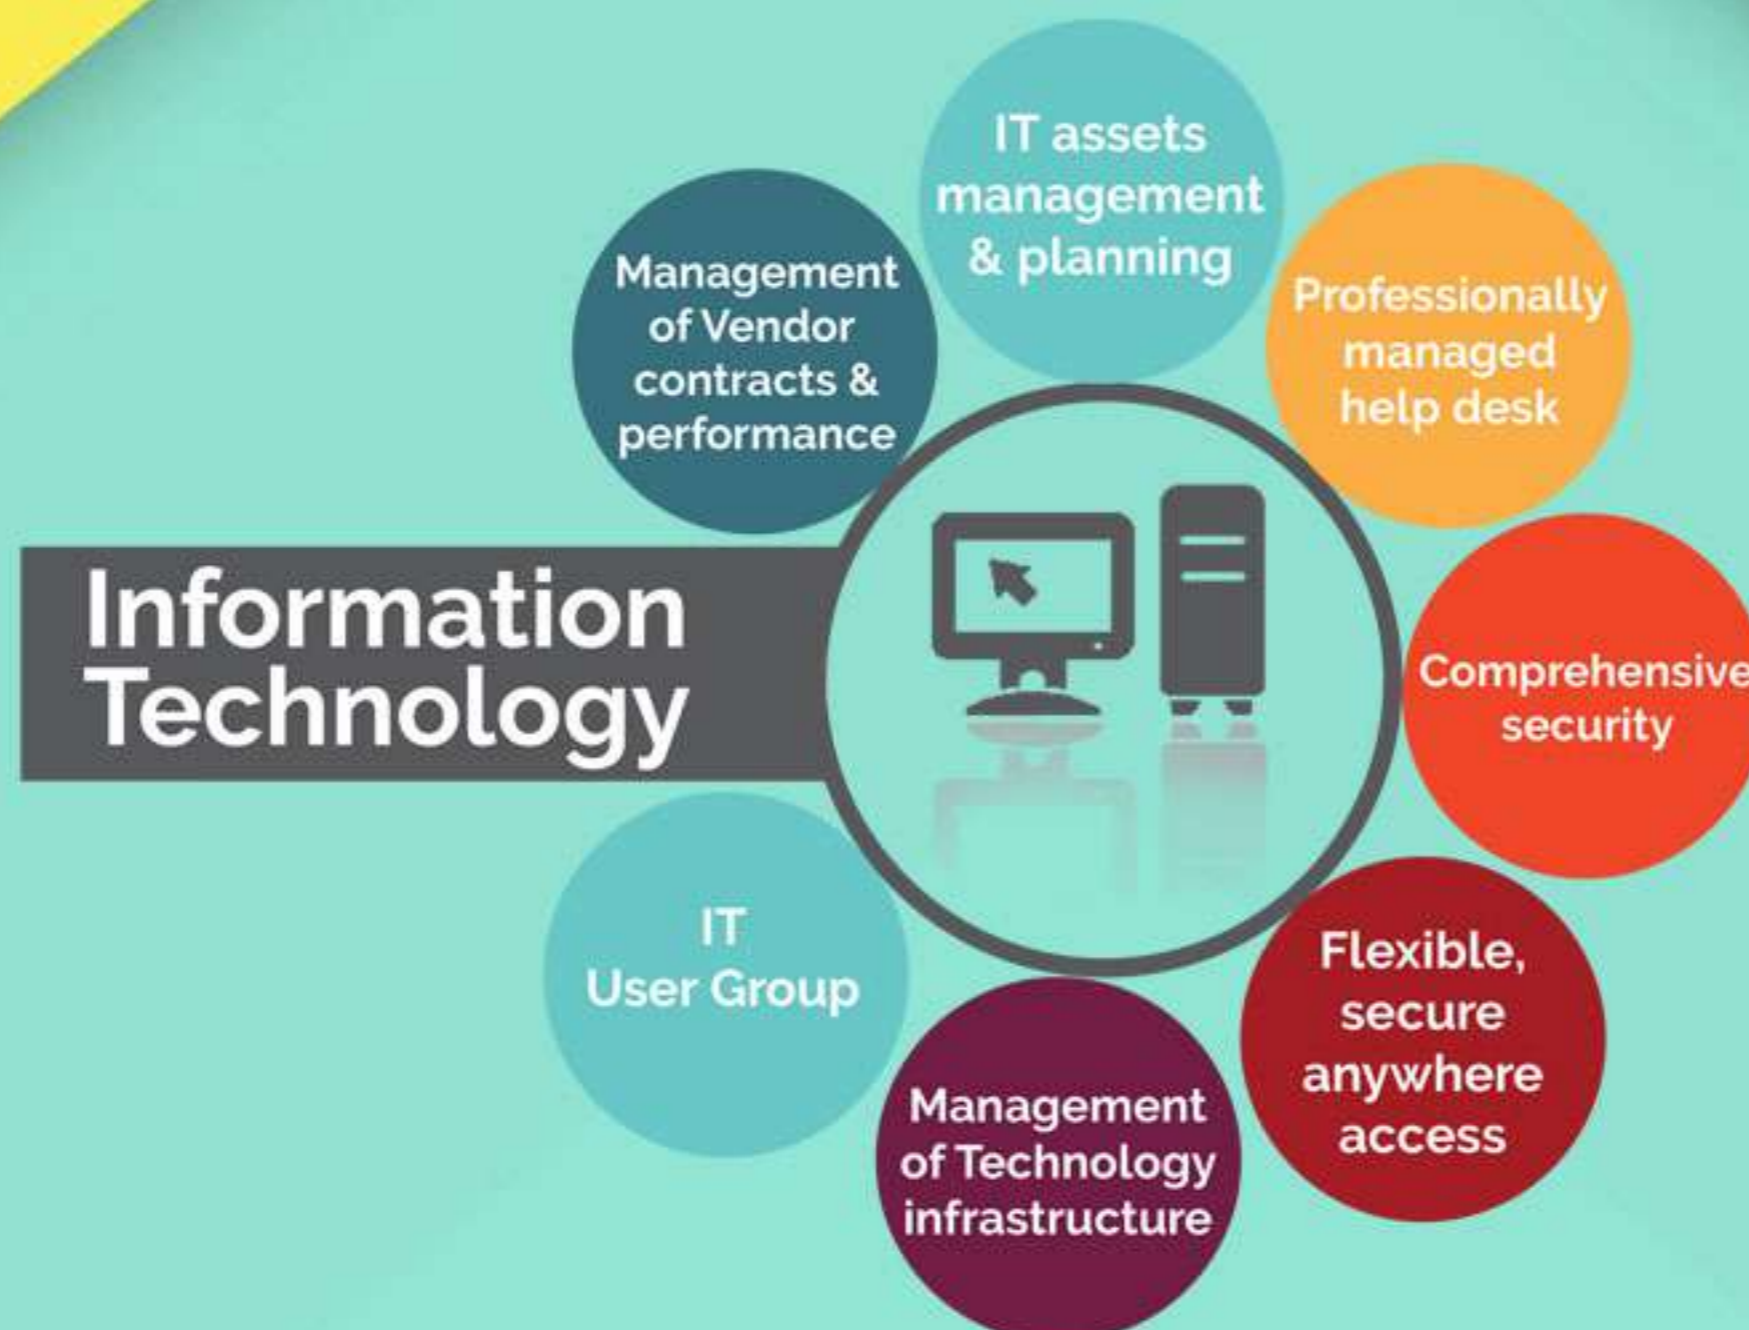 Information
Technology
Management
of Vendor
contracts &
performance
IT assets
management
& planning
Professionally
managed
help desk
Comprehensive
security
Flexible,
secure
anywhere
access
Management
of Technology
infrastructure
IT
User Group